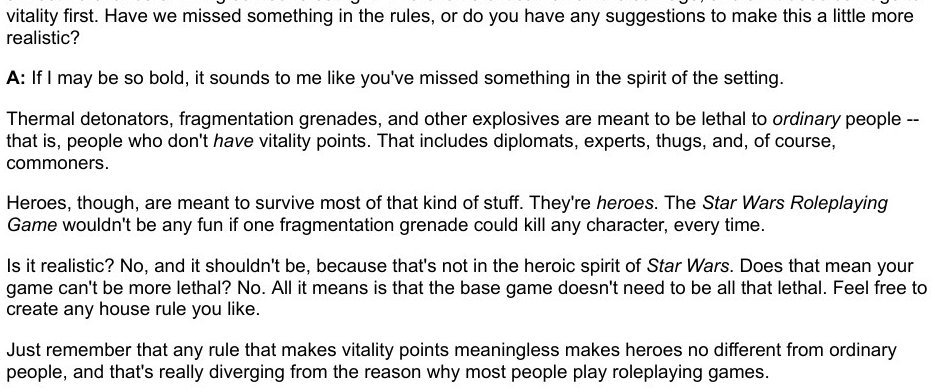 vitality first. Have we missed something in the rules, or do you have any suggestions to make this a little more
realistic?
A: If I may be so bold, it sounds to me like you've missed something in the spirit of the setting.
Thermal detonators, fragmentation grenades, and other explosives are meant to be lethal to ordinary people --
that is, people who don't have vitality points. That includes diplomats, experts, thugs, and, of course,
commoners.
Heroes, though, are meant to survive most of that kind of stuff. They're heroes. The Star Wars Roleplaying
Game wouldn't be any fun if one fragmentation grenade could kill any character, every time.
Is it realistic? No, and it shouldn't be, because that's not in the heroic spirit of Star Wars. Does that mean your
game can't be more lethal? No. All it means is that the base game doesn't need to be all that lethal. Feel free to
create any house rule you like.
Just remember that any rule that makes vitality points meaningless makes heroes no different from ordinary
people, and that's really diverging from the reason why most people play roleplaying games.